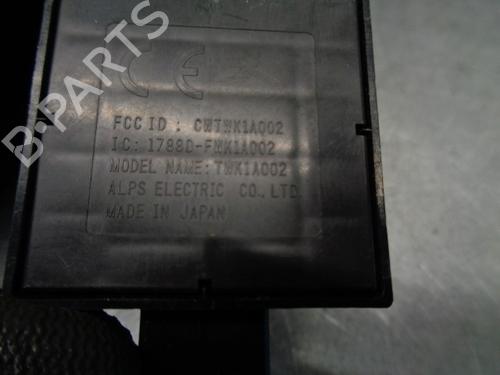 CE
FCC ID : CWTWK1A002
IC: 1788D-FWK1A002
MODEL NAME: TWK1A002
ALPS ELECTRIC CO., LTD.
MADE IN JAPAN
B-PARTS